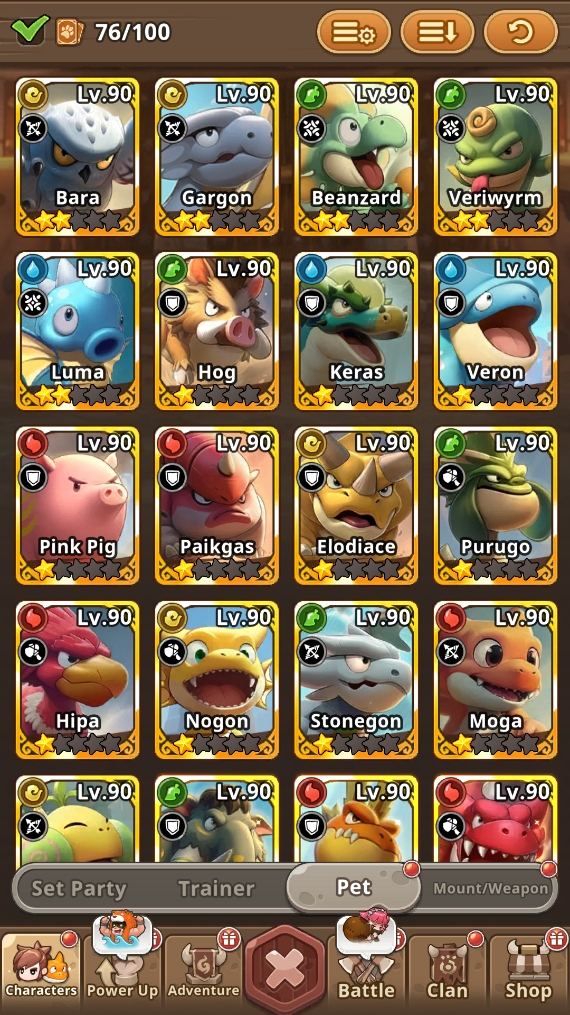 76/100
Lv.90 Lv.90 Lv.90 Lv.90
Bara Gargon Beanzard Veriwyrm
Lv.90 Lv.90 Lv.90 Lv.90
Luma Hog Keras Veron
Lv.90 Lv.90 Lv.90 Lv.90
Pink Pig Paikgas Elodiace Purugo
Lv.90 Lv.90 Lv.90 Lv.90
Hipa Nogon Stonegon Moga
Lv.90 Lv.90 Lv.90 Lv.90
Set Party Trainer Pet Mount/Weapon
Characters Power Up Adventure Battle Clan Shop